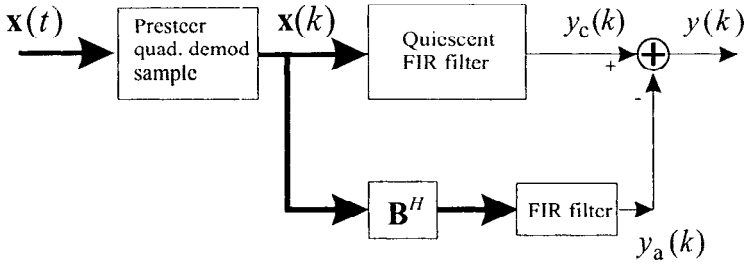 x(t)
Presteer
quad. demod
sample
x(k)
Quiescent
FIR filter
y_c(k)
y(k)
+
+
-
B^H
FIR filter
y_a(k)